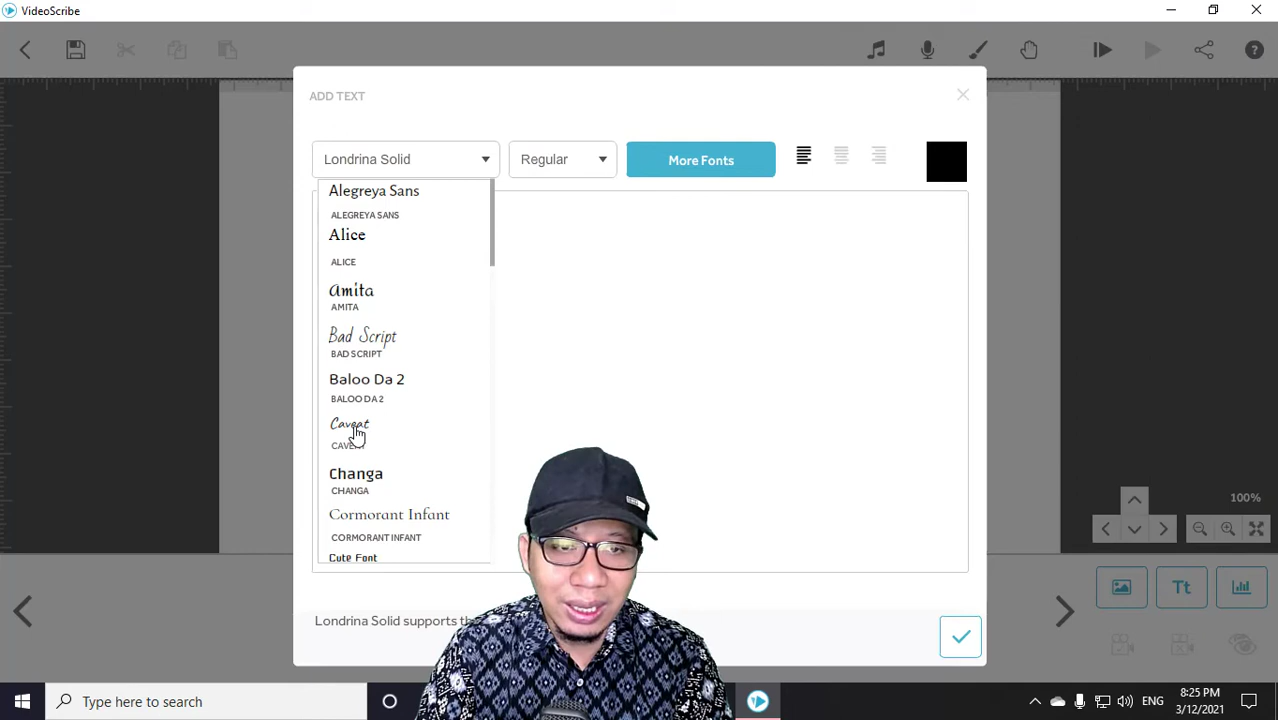 VideoScribe
ADD TEXT
Londrina Solid
Regular
More Fonts
Alegreya Sans
ALEGREYA SANS
Alice
ALICE
Amita
AMITA
Bad Script
BAD SCRIPT
Baloo Da 2
BALOO DA 2
Caveat
Changa
CHANGA
Cormorant Infant
CORMORANT INFANT
Cute Font
100%
Tt
Londrina Solid supports
Type here to search
ENG
8:25 PM
3/12/2021